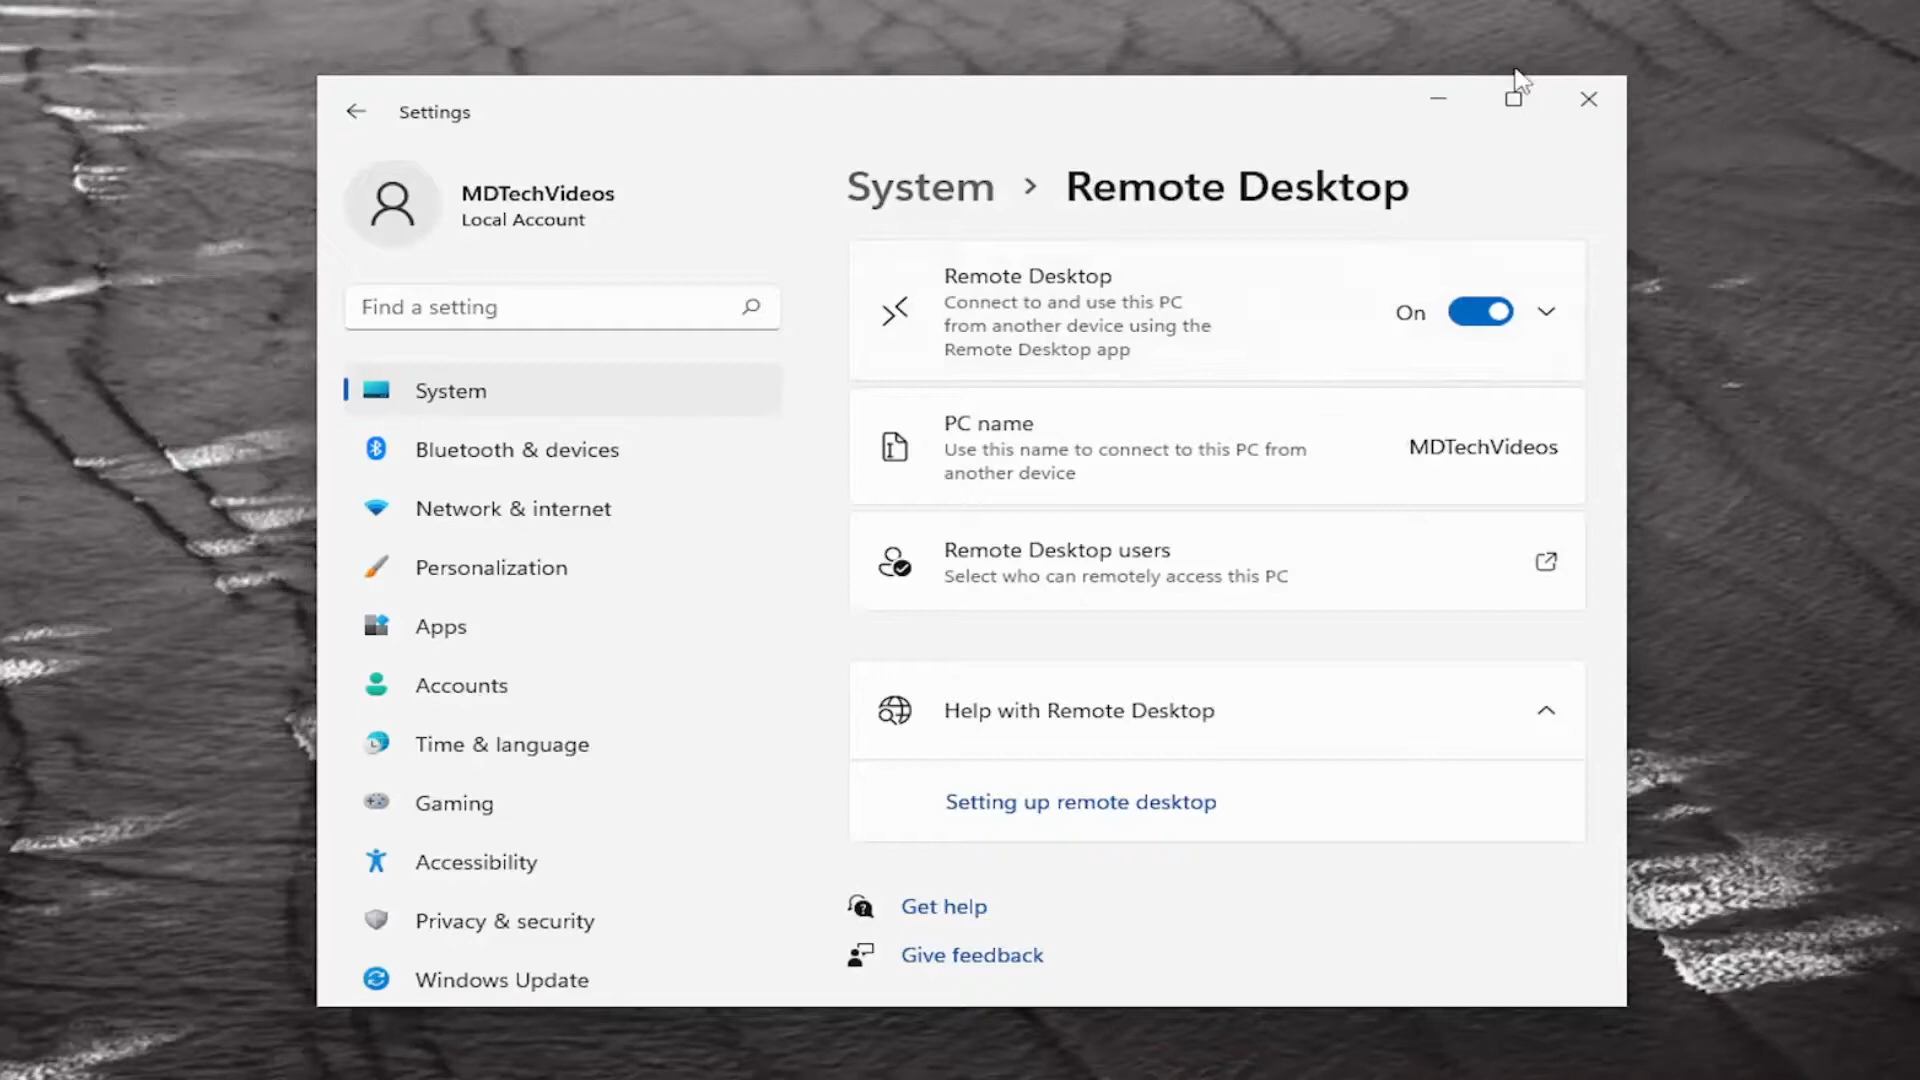 Settings
MDTechVideos
Local Account
Find a setting
System
Bluetooth & devices
Network & internet
Personalization
Apps
Accounts
Time & language
Gaming
Accessibility
Privacy & security
Windows Update
System › Remote Desktop
Remote Desktop
Connect to and use this PC
from another device using the
Remote Desktop app
On
PC name
Use this name to connect to this PC from
another device
MDTechVideos
Remote Desktop users
Select who can remotely access this PC
Help with Remote Desktop
Setting up remote desktop
Get help
Give feedback